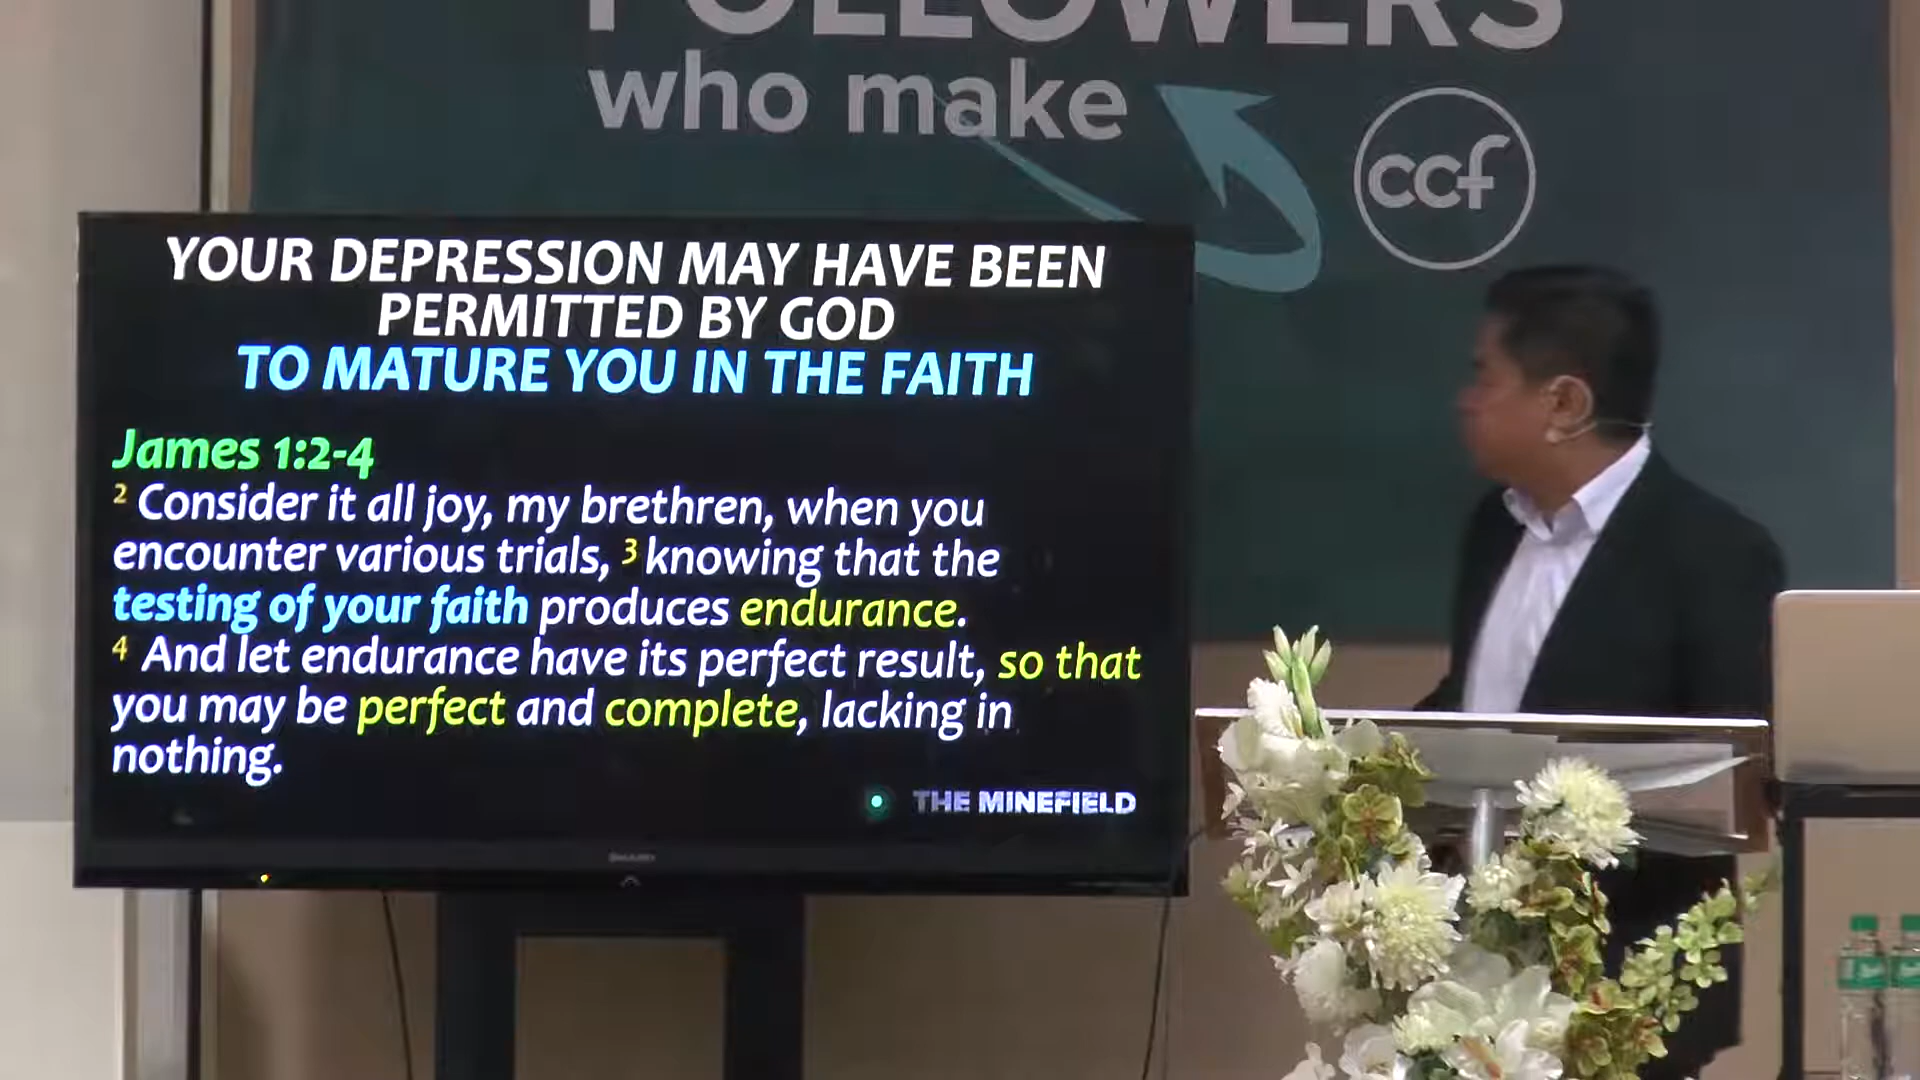 FOLLOWERS
who make
ccf
YOUR DEPRESSION MAY HAVE BEEN
PERMITTED BY GOD
TO MATURE YOU IN THE FAITH
James 1:2-4
2 Consider it all joy, my brethren, when you
encounter various trials, 3 knowing that the
testing of your faith produces endurance.
4 And let endurance have its perfect result, so that
you may be perfect and complete, lacking in
nothing.
THE MINEFIELD
SHARP